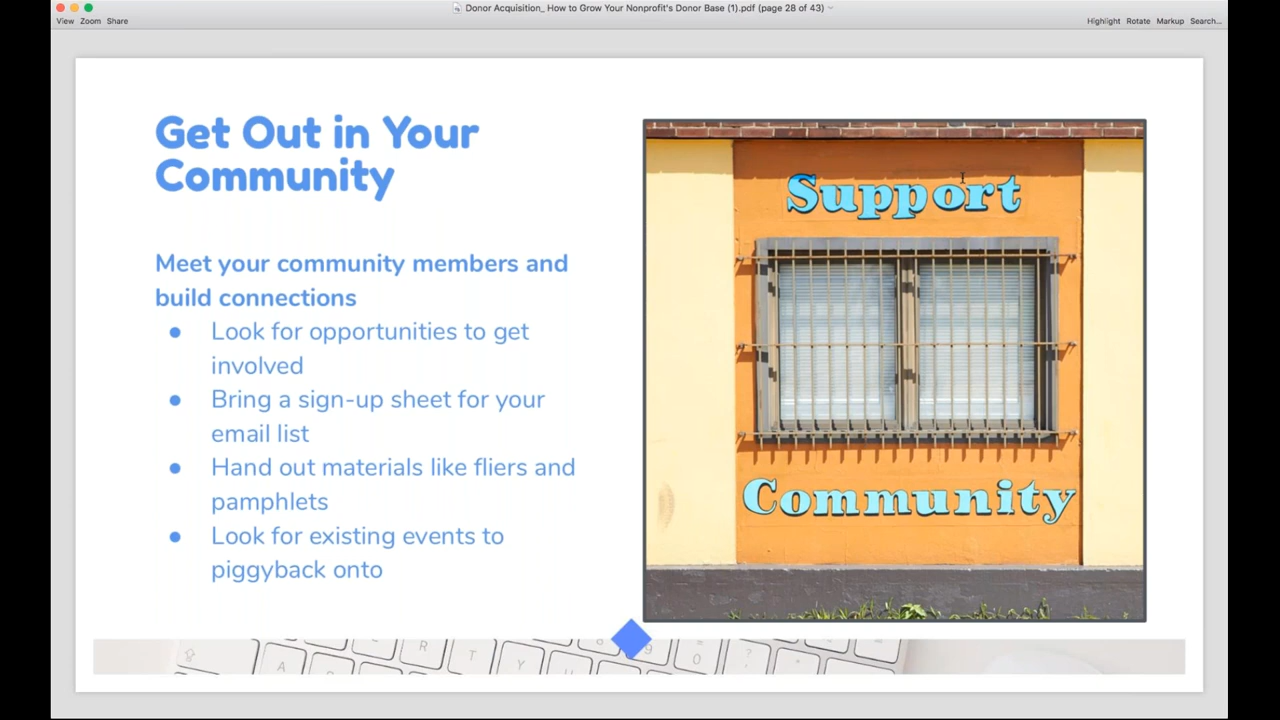 Donor Acquisition_ How to Grow Your Nonprofit's Donor Base (1).pdf (page 28 of 43)
View Zoom Share
Highlight Rotate Markup Search...
Get Out in Your
Community
Meet your community members and
build connections
● Look for opportunities to get
involved
● Bring a sign-up sheet for your
email list
● Hand out materials like fliers and
pamphlets
● Look for existing events to
piggyback onto
Support
Community
R T Y U 9 0 ?
A